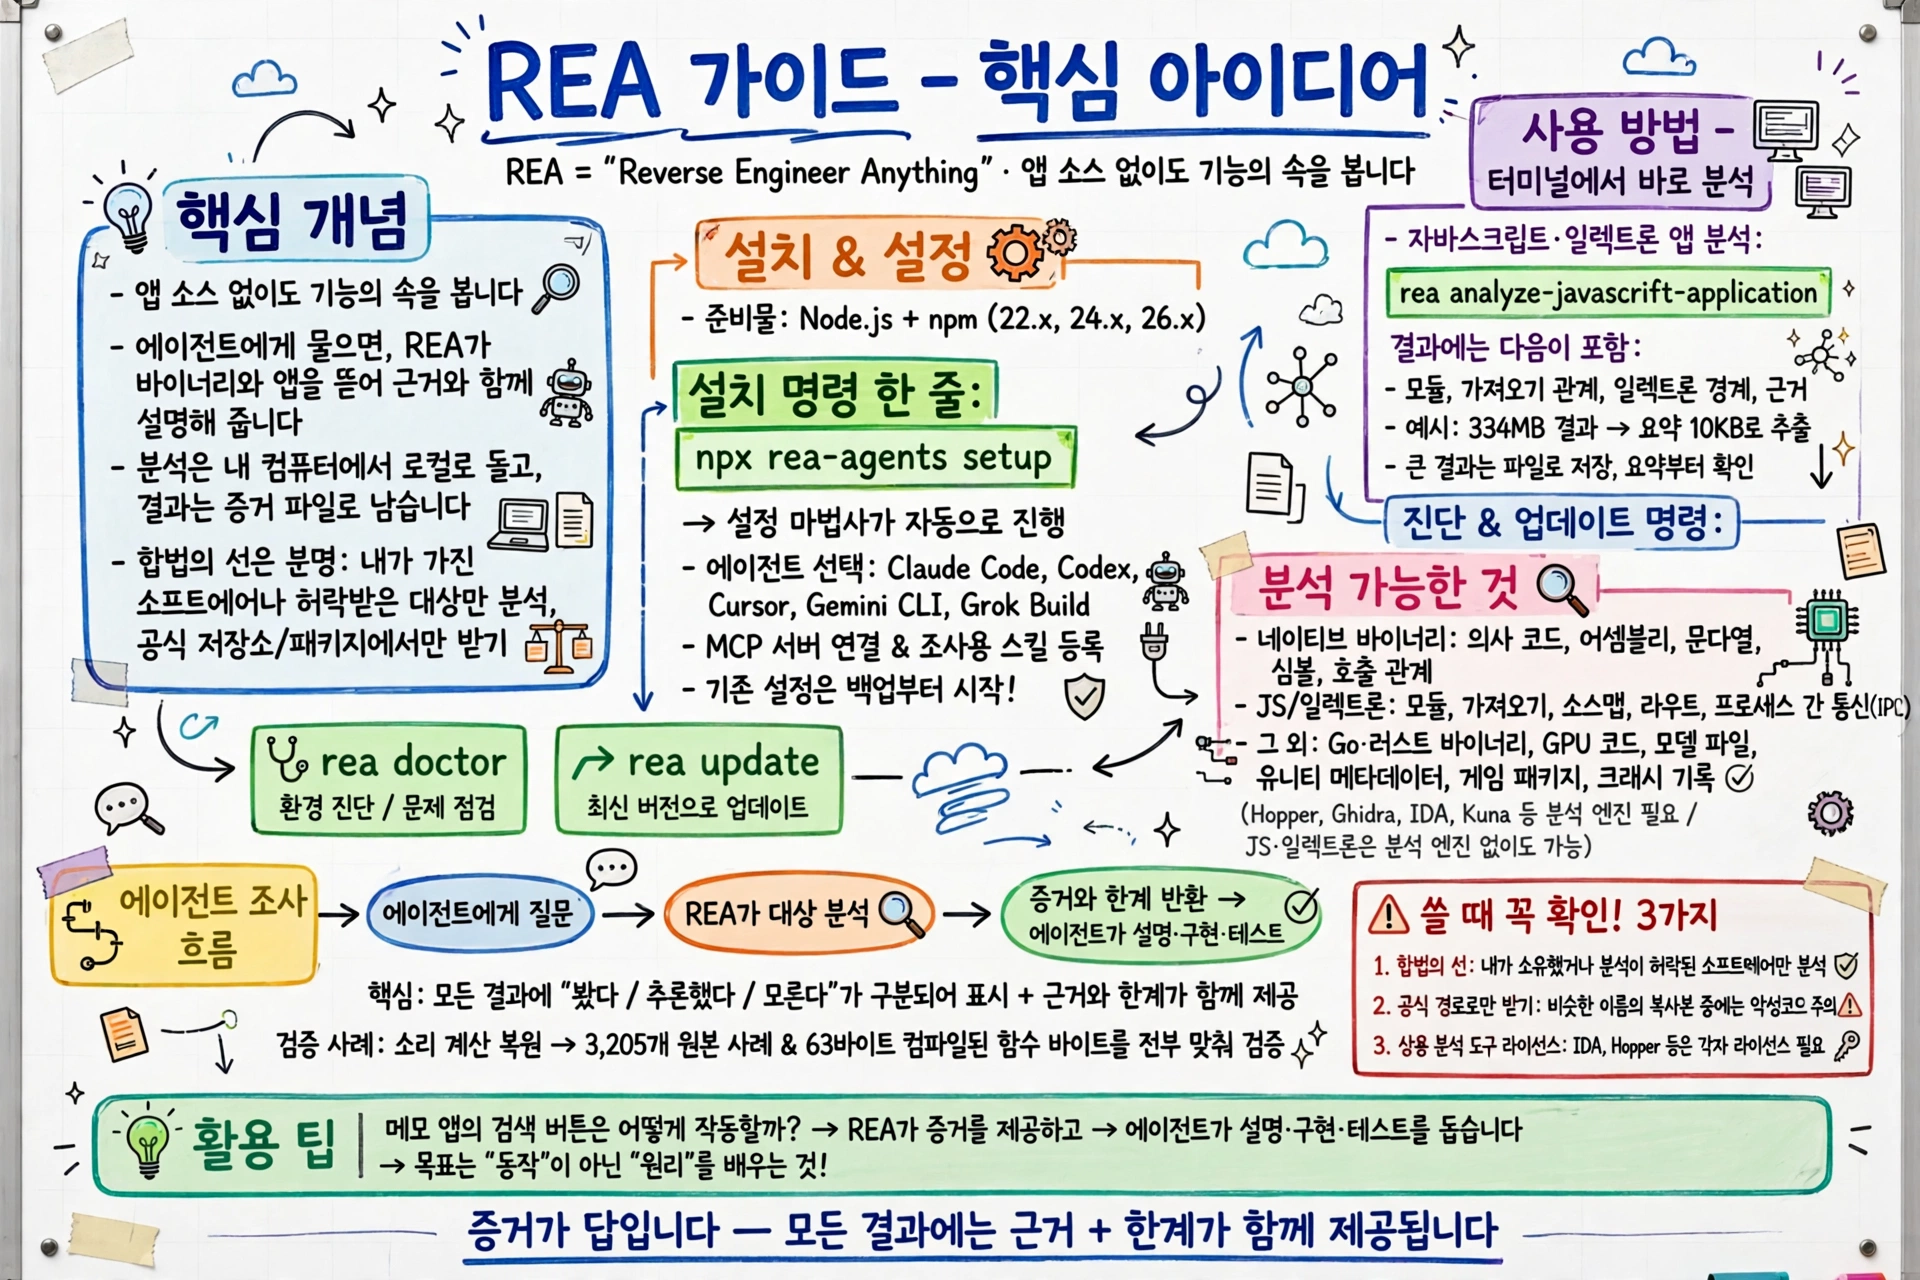 REA 가이드 - 핵심 아이디어
REA = “Reverse Engineer Anything” · 앱 소스 없이도 기능의 속을 봅니다
핵심 개념
- 앱 소스 없이도 기능의 속을 봅니다
- 에이전트에게 물으면, REA가
바이너리와 앱을 뜯어 근거와 함께
설명해 줍니다
- 분석은 내 컴퓨터에서 로컬로 돌고,
결과는 증거 파일로 남습니다
- 합법의 선은 분명: 내가 가진
소프트에어나 허락받은 대상만 분석,
공식 저장소/패키지에서만 받기
설치 & 설정
- 준비물: Node.js + npm (22.x, 24.x, 26.x)
설치 명령 한 줄:
npx rea-agents setup
→ 설정 마법사가 자동으로 진행
- 에이전트 선택: Claude Code, Codex,
Cursor, Gemini CLI, Grok Build
- MCP 서버 연결 & 조사용 스킬 등록
- 기존 설정은 백업부터 시작!
사용 방법 -
터미널에서 바로 분석
- 자바스크립트·일렉트론 앱 분석:
rea analyze-javascrift-application
결과에는 다음이 포함:
- 모듈, 가져오기 관계, 일렉트론 경계, 근거
- 예시: 334MB 결과 → 요약 10KB로 추출
- 큰 결과는 파일로 저장, 요약부터 확인
진단 & 업데이트 명령:
rea doctor
환경 진단 / 문제 점검
rea update
최신 버전으로 업데이트
분석 가능한 것
- 네이티브 바이너리: 의사 코드, 어셈블리, 문다열,
심볼, 호출 관계
- JS/일렉트론: 모듈, 가져오기, 소스맵, 라우트, 프로세스 간 통신(IPC)
- 그 외: Go·러스트 바이너리, GPU 코드, 모델 파일,
유니티 메타데이터, 게임 패키지, 크래시 기록
(Hopper, Ghidra, IDA, Kuna 등 분석 엔진 필요 /
JS·일렉트론은 분석 엔진 없이도 가능)
에이전트 조사
흐름
에이전트에게 질문
REA가 대상 분석
증거와 한계 반환 →
에이전트가 설명·구현·테스트
핵심: 모든 결과에 “봤다 / 추론했다 / 모른다”가 구분되어 표시 + 근거와 한계가 함께 제공
검증 사례: 소리 계산 복원 → 3,205개 원본 사례 & 63바이트 컴파일된 함수 바이트를 전부 맞춰 검증
쓸 때 꼭 확인! 3가지
1. 합법의 선: 내가 소유했거나 분석이 허락된 소프트웨어만 분석
2. 공식 경로로만 받기: 비슷한 이름의 복사본 중에는 악성코드 주의
3. 상용 분석 도구 라이선스: IDA, Hopper 등은 각자 라이선스 필요
활용 팁
메모 앱의 검색 버튼은 어떻게 작동할까? → REA가 증거를 제공하고 → 에이전트가 설명·구현·테스트를 돕습니다
→ 목표는 “동작”이 아닌 “원리”를 배우는 것!
증거가 답입니다 — 모든 결과에는 근거 + 한계가 함께 제공됩니다